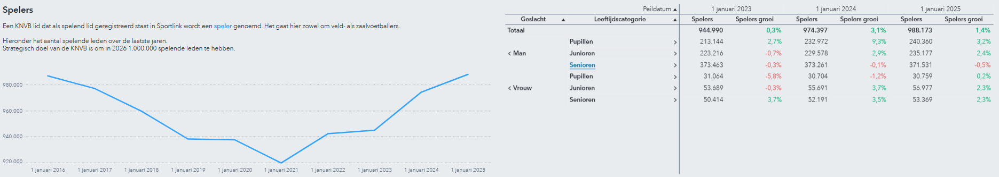 Spelers
Een KNVB lid dat als spelend lid geregistreerd staat in Sportlink wordt een speler genoemd. Het gaat hier zowel om veld- als zaalvoetballers.
Hieronder het aantal spelende leden over de laatste jaren.
Strategisch doel van de KNVB is om in 2026 1.000.000 spelende leden te hebben.
980.000
960.000
940.000
920.000
1 januari 2016 1 januari 2017 1 januari 2018 1 januari 2019 1 januari 2020 1 januari 2021 1 januari 2022 1 januari 2023 1 januari 2024 1 januari 2025
Peildatum 1 januari 2023 1 januari 2024 1 januari 2025
Geslacht Leeftijdscategorie Spelers Spelers groei Spelers Spelers groei Spelers Spelers groei
Totaal 944.990 0,3% 974.397 3,1% 988.173 1,4%
Pupillen 213.144 2,7% 232.972 9,3% 240.360 3,2%
Man Junioren 223.216 -0,7% 229.578 2,9% 235.177 2,4%
Senioren 373.463 -0,3% 373.261 -0,1% 371.531 -0,5%
Pupillen 31.064 -5,8% 30.704 -1,2% 30.759 0,2%
Vrouw Junioren 53.689 -0,3% 55.691 3,7% 56.977 2,3%
Senioren 50.414 3,7% 52.191 3,5% 53.369 2,3%